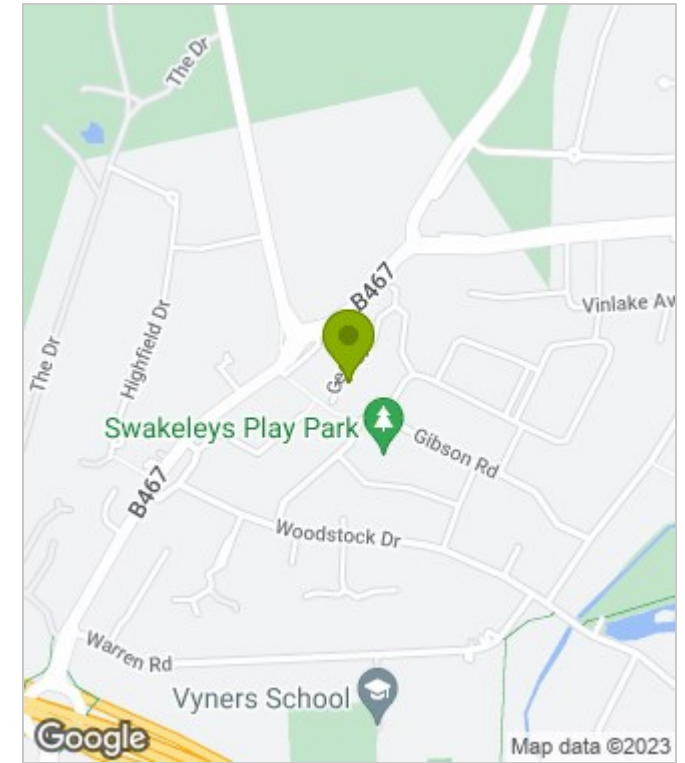 The Dr
B467
Vinlake Av
Highfield Dr
The Dr
Swakeleys Play Park
Gibson Rd
B467
Woodstock Dr
Warren Rd
Vyners School
Google
Map data ©2023